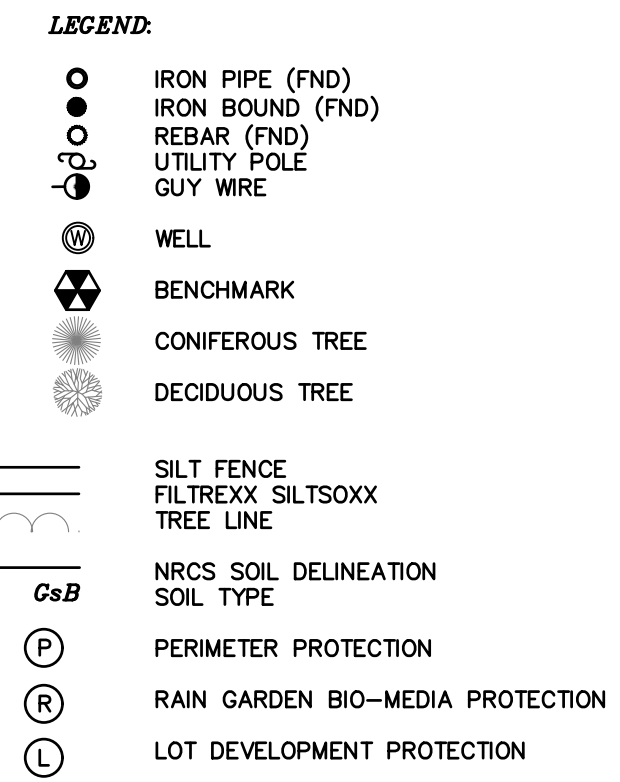 LEGEND:
IRON PIPE (FND)
IRON BOUND (FND)
REBAR (FND)
UTILITY POLE
GUY WIRE
W WELL
BENCHMARK
CONIFEROUS TREE
DECIDUOUS TREE
SILT FENCE
FILTREXX SILTSOXX
TREE LINE
NRCS SOIL DELINEATION
GsB SOIL TYPE
P PERIMETER PROTECTION
R RAIN GARDEN BIO-MEDIA PROTECTION
L LOT DEVELOPMENT PROTECTION